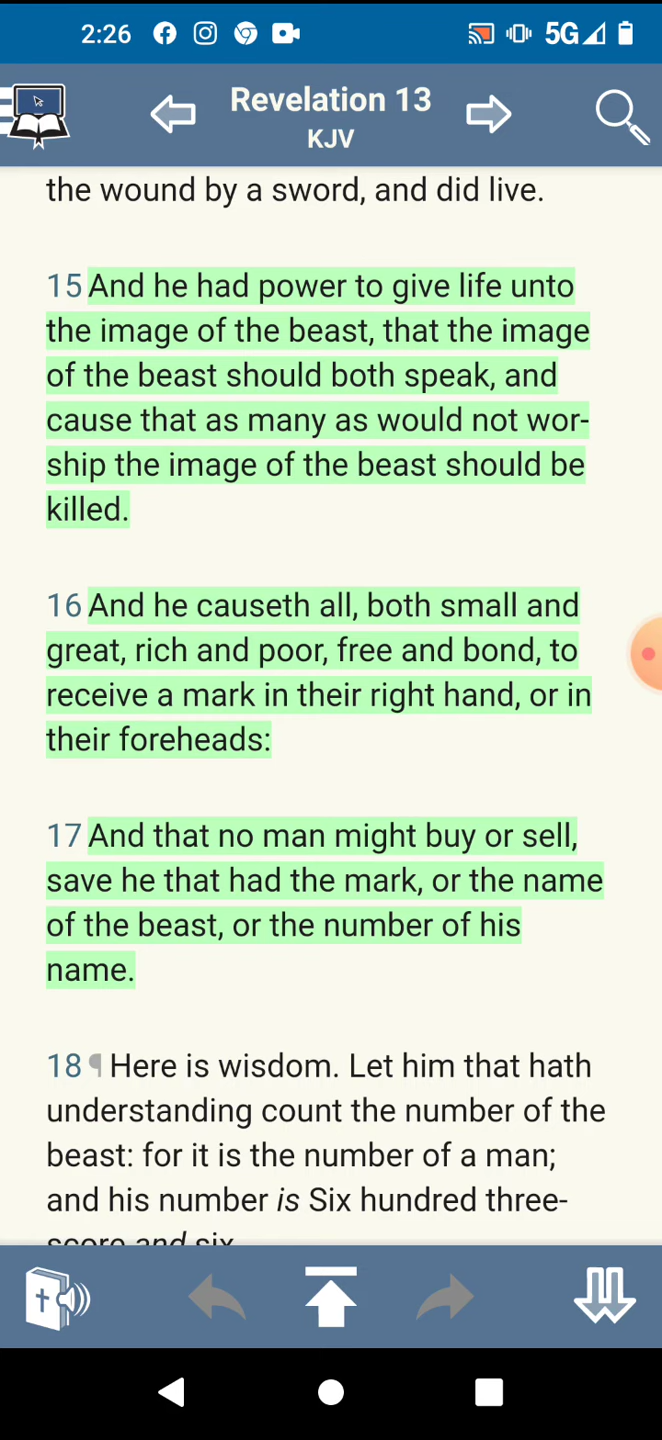 2:26 5G
Revelation 13
KJV
the wound by a sword, and did live.
15 And he had power to give life unto
the image of the beast, that the image
of the beast should both speak, and
cause that as many as would not wor-
ship the image of the beast should be
killed.
16 And he causeth all, both small and
great, rich and poor, free and bond, to
receive a mark in their right hand, or in
their foreheads:
17 And that no man might buy or sell,
save he that had the mark, or the name
of the beast, or the number of his
name.
18 ¶ Here is wisdom. Let him that hath
understanding count the number of the
beast: for it is the number of a man;
and his number is Six hundred three-
score and six